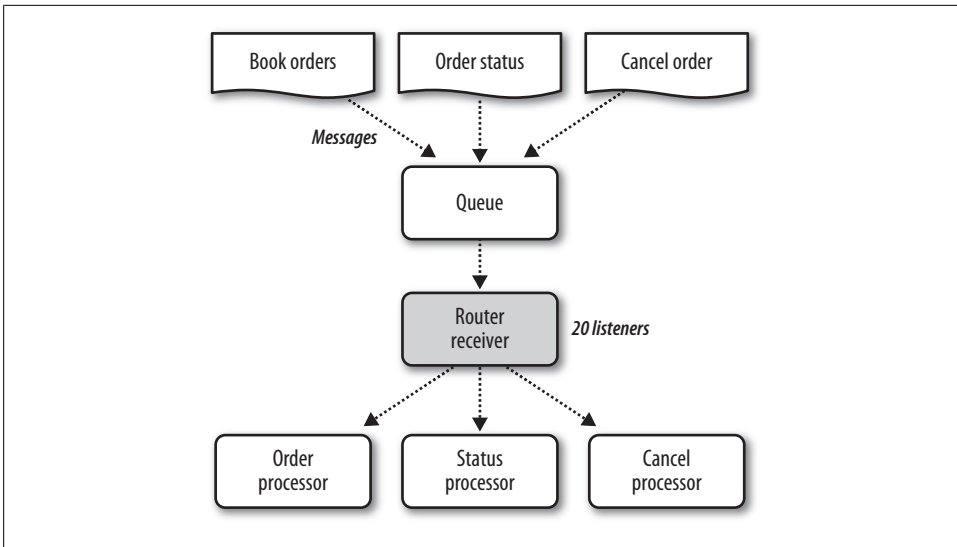 Book orders
Order status
Cancel order
Messages
Queue
Router
receiver
20 listeners
Order
processor
Status
processor
Cancel
processor